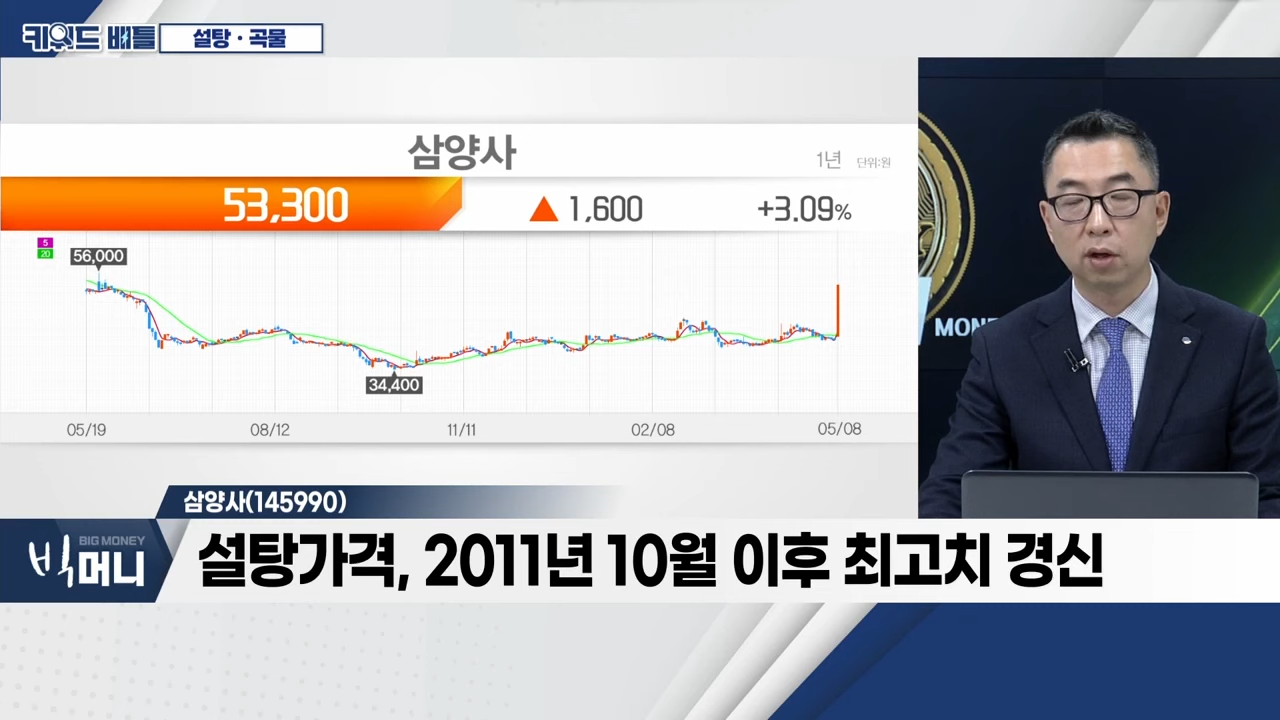 키워드 배틀
설탕·곡물
삼양사
1년 단위:원
53,300 ▲ 1,600 +3.09%
5
20
56,000
34,400
05/19 08/12 11/11 02/08 05/08
MON
삼양사(145990)
BIG MONEY
빅머니
설탕가격, 2011년 10월 이후 최고치 경신